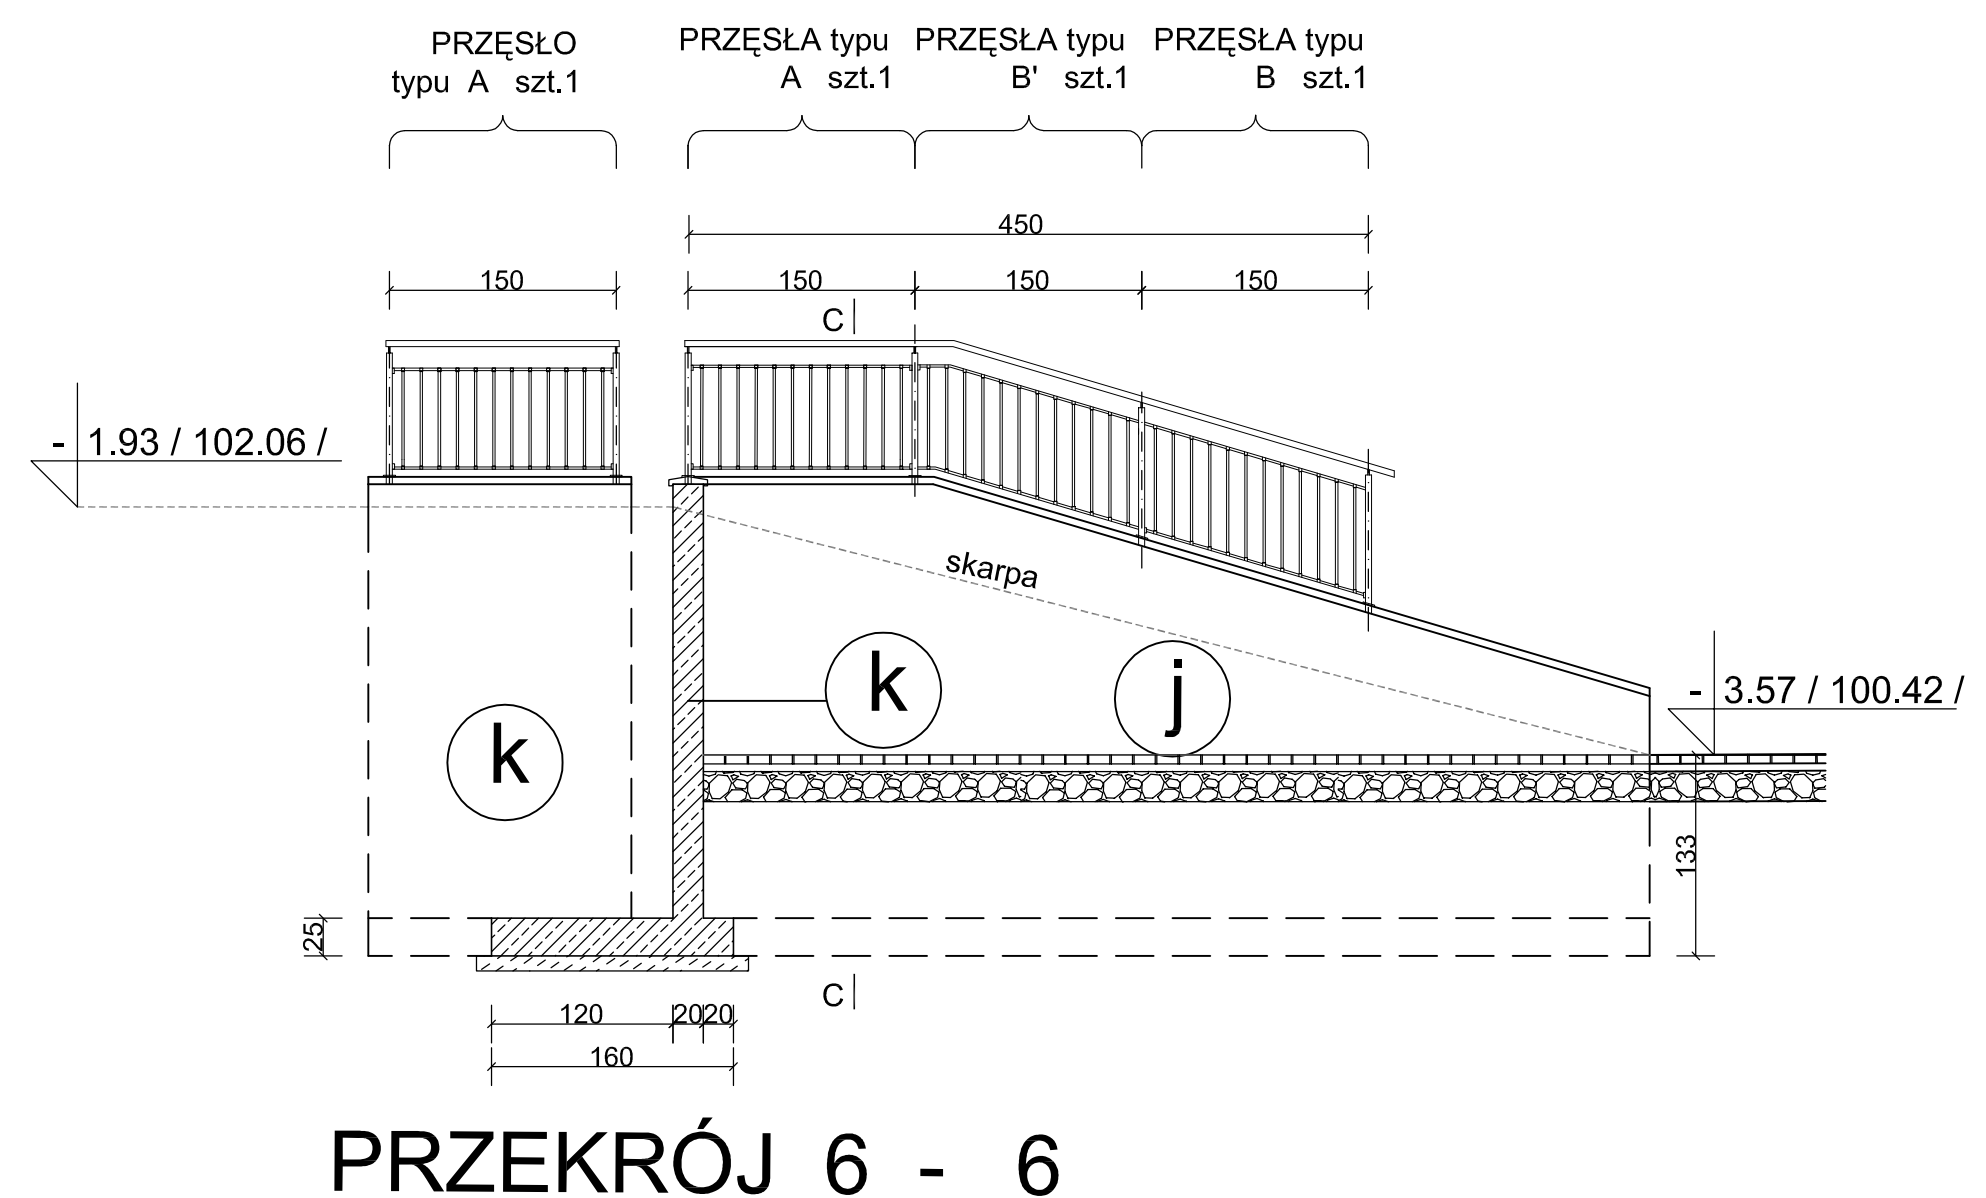 PRZĘSŁO
typu A szt.1
PRZĘSŁA typu
A szt.1
PRZĘSŁA typu
B' szt.1
PRZĘSŁA typu
B szt.1
450
150
150
150
150
C
- 1.93 / 102.06 /
skarpa
k
j
k
- 3.57 / 100.42 /
133
25
C
120
20
20
160
PRZEKRÓJ 6 - 6